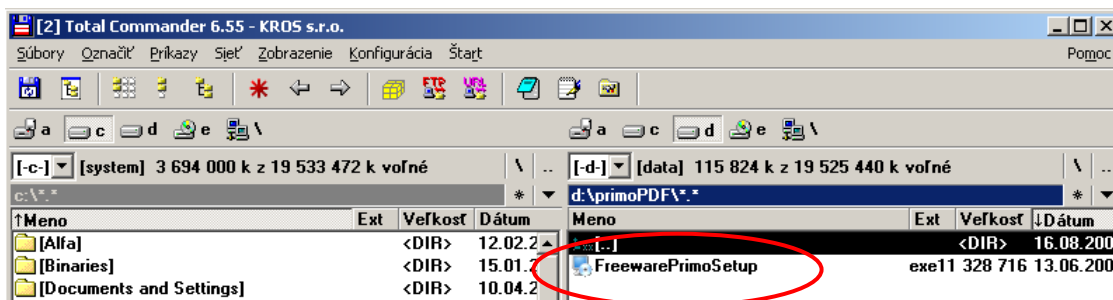 [2] Total Commander 6.55 - KROS s.r.o.
Súbory Označiť Príkazy Sieť Zobrazenie Konfigurácia Štart Pomoc
FTP URL
a c d e \ a c d e \
[-c-] [system] 3 694 000 k z 19 533 472 k voľné \ .. [-d-] [data] 115 824 k z 19 525 440 k voľné \ ..
c:\*.* * d:\primoPDF\*.* *
↑Meno Ext Veľkosť Dátum Meno Ext Veľkosť ↓Dátum
[Alfa] <DIR> 12.02.2 [..] <DIR> 16.08.200
[Binaries] <DIR> 15.01.2 FreewarePrimoSetup exe 11 328 716 13.06.200
[Documents and Settings] <DIR> 10.04.2